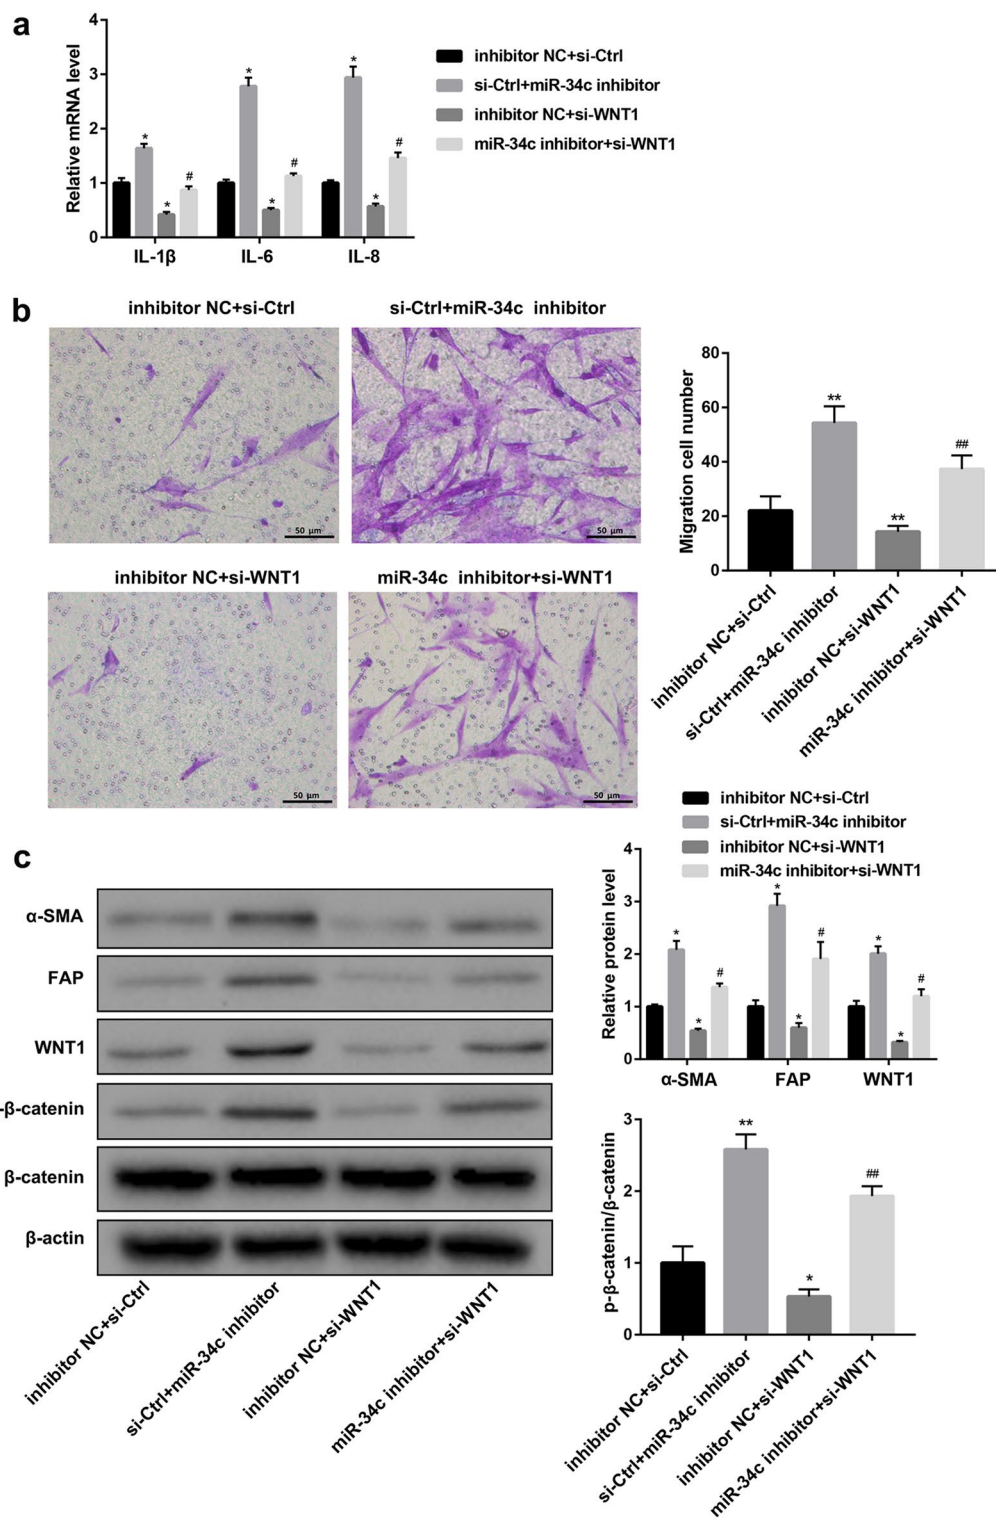 a
Relative mRNA level
4
3
2
1
0
*
*
#
*
*
#
*
*
#
IL-1β
IL-6
IL-8
inhibitor NC+si-Ctrl
si-Ctrl+miR-34c inhibitor
inhibitor NC+si-WNT1
miR-34c inhibitor+si-WNT1
b
inhibitor NC+si-Ctrl
si-Ctrl+miR-34c inhibitor
50 μm
50 μm
inhibitor NC+si-WNT1
miR-34c inhibitor+si-WNT1
50 μm
50 μm
Migration cell number
80
60
40
20
0
**
**
##
inhibitor NC+si-Ctrl
si-Ctrl+miR-34c inhibitor
inhibitor NC+si-WNT1
miR-34c inhibitor+si-WNT1
c
α-SMA
FAP
WNT1
-β-catenin
β-catenin
β-actin
inhibitor NC+si-Ctrl
si-Ctrl+miR-34c inhibitor
inhibitor NC+si-WNT1
miR-34c inhibitor+si-WNT1
inhibitor NC+si-Ctrl
si-Ctrl+miR-34c inhibitor
inhibitor NC+si-WNT1
miR-34c inhibitor+si-WNT1
Relative protein level
4
3
2
1
0
*
*
#
*
*
#
*
*
#
α-SMA
FAP
WNT1
p-β-catenin/β-catenin
3
2
1
0
**
*
##
inhibitor NC+si-Ctrl
si-Ctrl+miR-34c inhibitor
inhibitor NC+si-WNT1
miR-34c inhibitor+si-WNT1